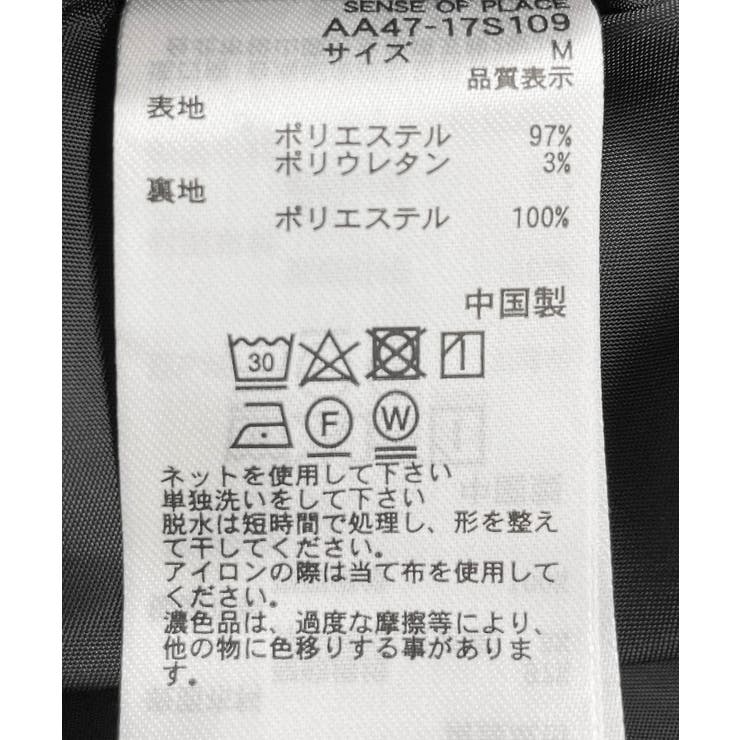 SENSE OF PLACE
AA47-17S109
サイズ M
品質表示
表地
ポリエステル 97%
ポリウレタン 3%
裏地
ポリエステル 100%
中国製
30
F W
ネットを使用して下さい
単独洗いをして下さい
脱水は短時間で処理し、形を整え
て干してください。
アイロンの際は当て布を使用して
ください。
濃色品は、過度な摩擦等により、
他の物に色移りする事がありま
す。